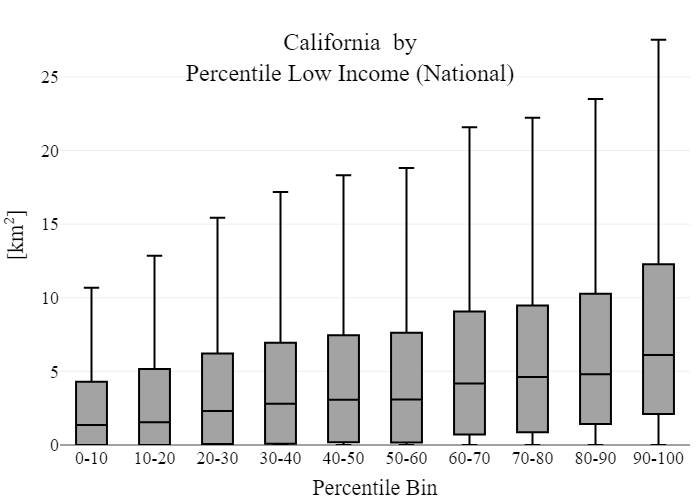 California by
Percentile Low Income (National)
25
20
15
10
5
0
[km²]
0-10 10-20 20-30 30-40 40-50 50-60 60-70 70-80 80-90 90-100
Percentile Bin